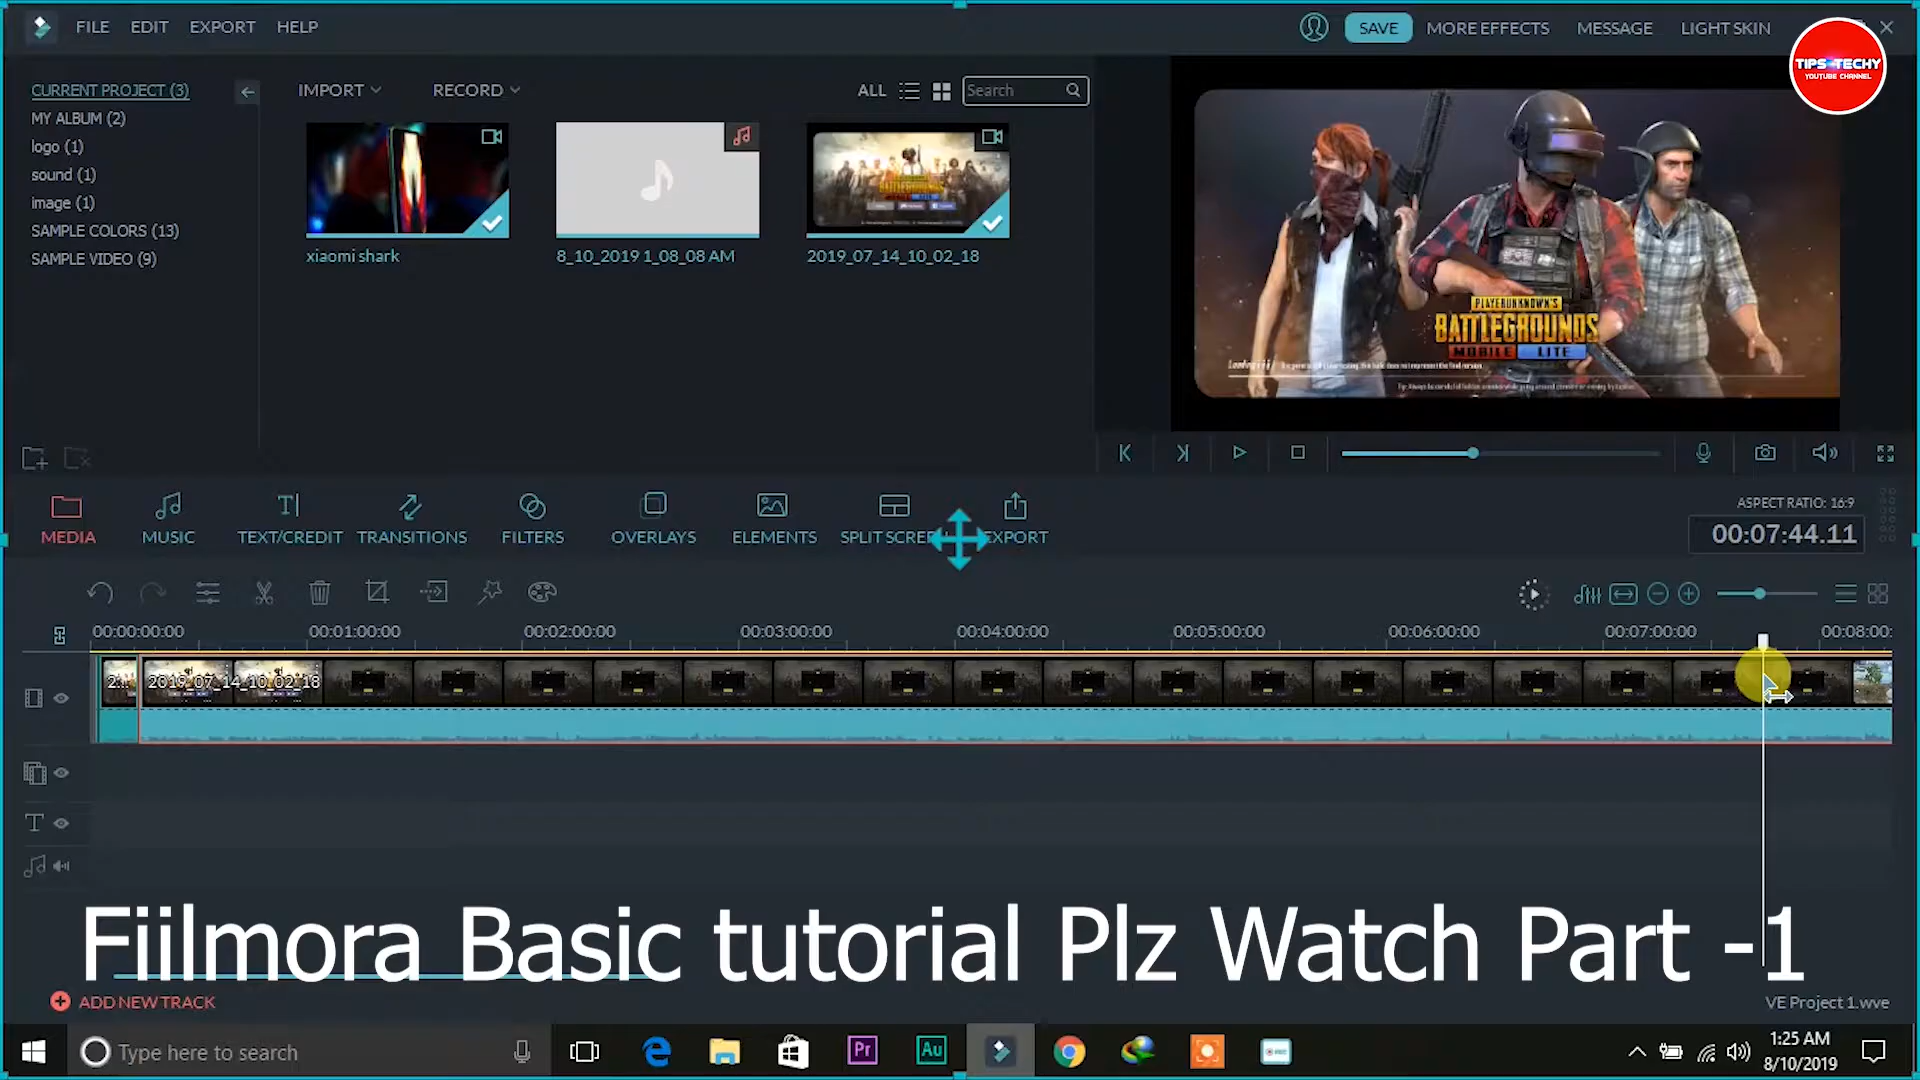 FILE EDIT EXPORT HELP
SAVE MORE EFFECTS MESSAGE LIGHT SKIN
TIPS TECHY
YOUTUBE CHANNEL
CURRENT PROJECT (3)
MY ALBUM (2)
logo (1)
sound (1)
image (1)
SAMPLE COLORS (13)
SAMPLE VIDEO (9)
IMPORT RECORD ALL Search
xiaomi shark 8_10_2019 1_08_08 AM 2019_07_14_10_02_18
PLAYERUNKNOWN'S
BATTLEGROUNDS
MOBILE LITE
MEDIA MUSIC TEXT/CREDIT TRANSITIONS FILTERS OVERLAYS ELEMENTS SPLIT SCREE EXPORT
ASPECT RATIO: 16:9
00:07:44.11
00:00:00:00 00:01:00:00 00:02:00:00 00:03:00:00 00:04:00:00 00:05:00:00 00:06:00:00 00:07:00:00 00:08:00:
2... 2019_07_14_10_02_18
Fiilmora Basic tutorial Plz Watch Part -1
ADD NEW TRACK
VE Project 1.wve
Type here to search
Pr Au
1:25 AM
8/10/2019